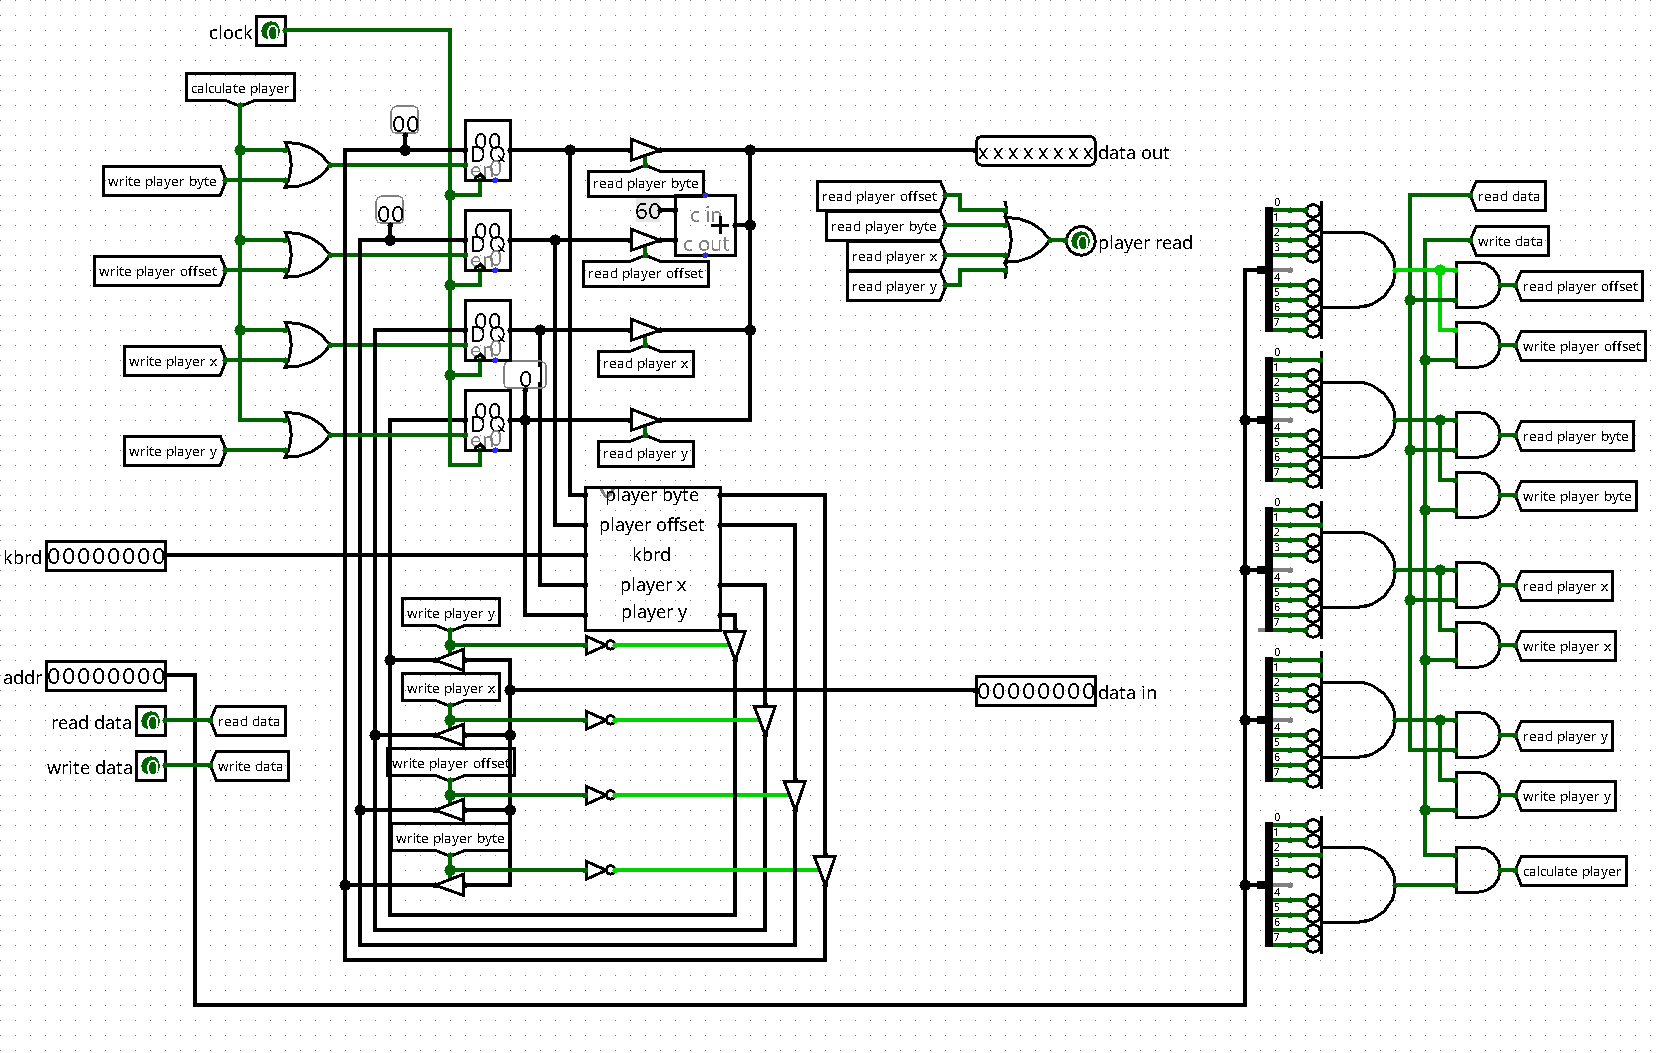 clock 0
calculate player
00
00
D Q
en 0
write player byte
read player byte
xxxxxxxx data out
00
60
c in
+
c out
00
D Q
en 0
write player offset
read player offset
read player offset
read player byte
read player x
read player y
0 player read
00
D Q
en 0
write player x
read player x
0
00
D Q
en 0
write player y
read player y
player byte
player offset
kbrd
player x
player y
kbrd 00000000
addr 00000000
read data 0 read data
write data 0 write data
write player y
write player x
write player offset
write player byte
00000000 data in
0
1
2
3
4
5
6
7
read data
write data
read player offset
write player offset
0
1
2
3
4
5
6
7
read player byte
write player byte
0
1
2
3
4
5
6
7
read player x
write player x
0
1
2
3
4
5
6
7
read player y
write player y
0
1
2
3
4
5
6
7
calculate player